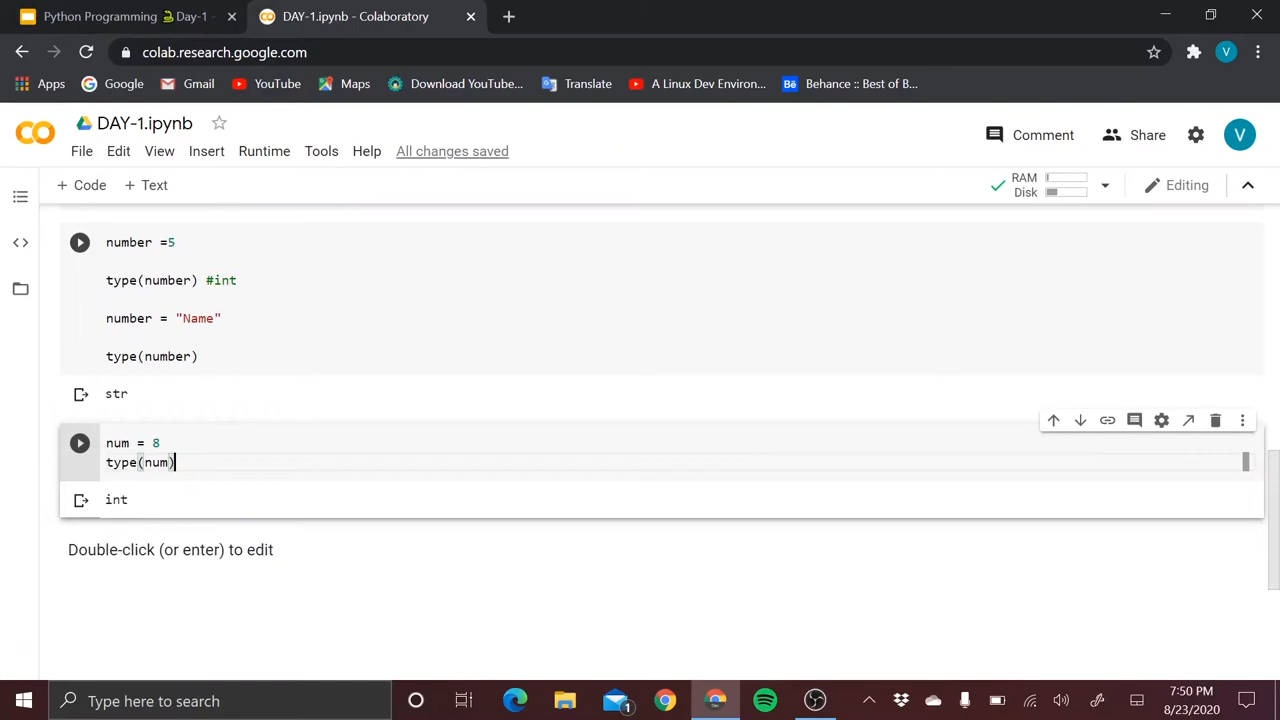 Python Programming 🐍Day-1 -
DAY-1.ipynb - Colaboratory
colab.research.google.com
V
Apps Google Gmail YouTube Maps Download YouTube... Translate A Linux Dev Environ... Bē Behance :: Best of B...
DAY-1.ipynb
Comment Share V
File Edit View Insert Runtime Tools Help All changes saved
+ Code + Text
RAM
Disk
Editing
number =5
type(number) #int
number = "Name"
type(number)
str
num = 8
type(num)
int
Double-click (or enter) to edit
Type here to search
1
7:50 PM
8/23/2020